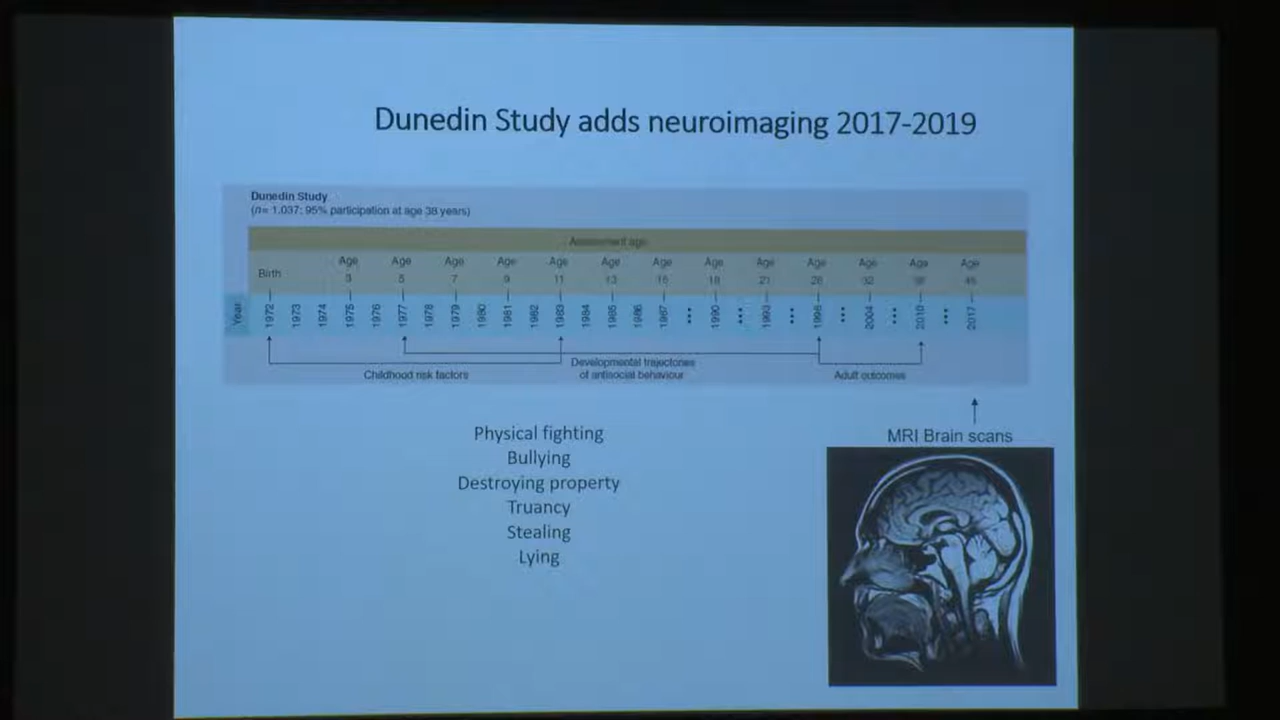 Dunedin Study adds neuroimaging 2017-2019
Dunedin Study
(n= 1,037; 95% participation at age 38 years)
Assessment age
Birth Age 3 Age 5 Age 7 Age 9 Age 11 Age 13 Age 15 Age 18 Age 21 Age 26 Age 32 Age Age 45
Year 1972 1973 1974 1975 1976 1977 1978 1979 1980 1981 1982 1983 1984 1985 1986 1987 ••• 1990 ••• 1993 ••• 1998 ••• 2004 ••• 2010 ••• 2017
Childhood risk factors
Developmental trajectories
of antisocial behaviour
Adult outcomes
MRI Brain scans
Physical fighting
Bullying
Destroying property
Truancy
Stealing
Lying